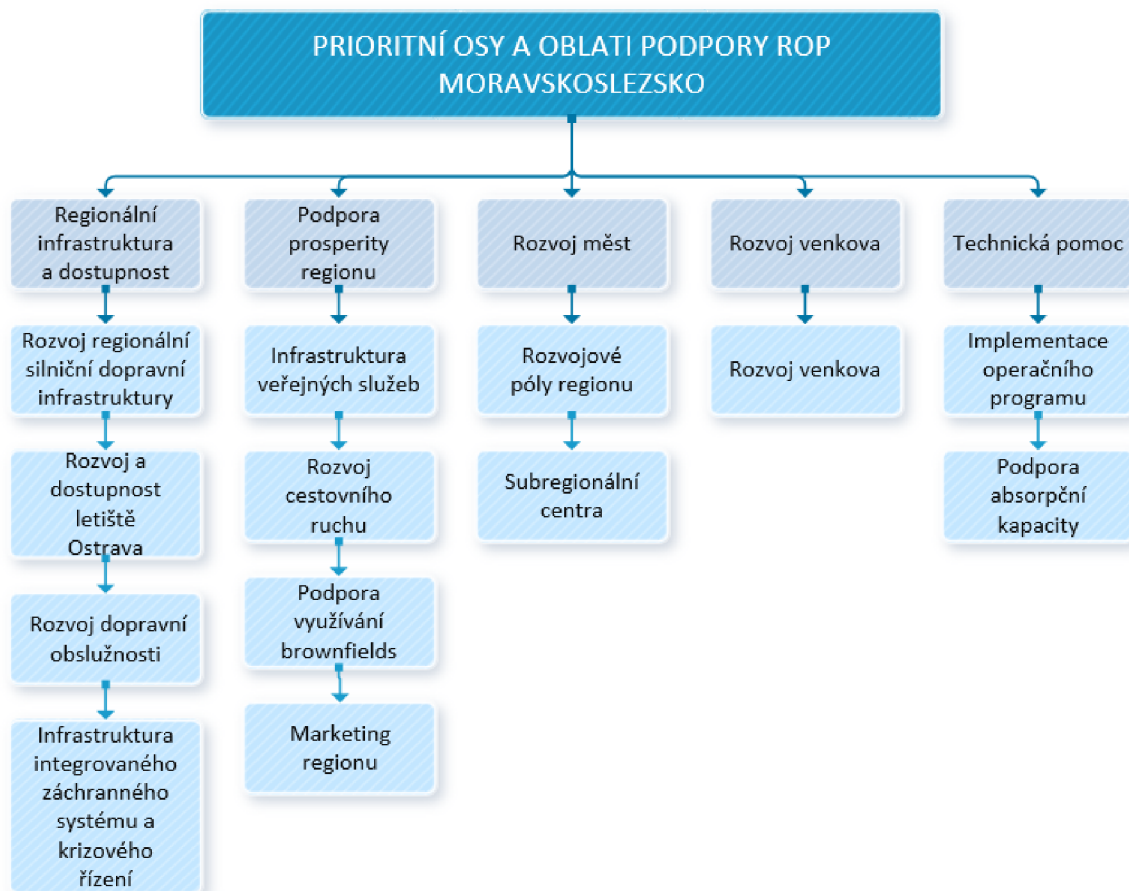 PRIORITNÍ OSY A OBLATI PODPORY ROP
MORAVSKOSLEZSKO
Regionální
infrastruktura
a dostupnost
Podpora
prosperity
regionu
Rozvoj měst
Rozvoj venkova
Technická pomoc
Rozvoj regionální
silniční dopravní
infrastruktury
Infrastruktura
veřejných služeb
Rozvojové
póly regionu
Rozvoj venkova
Implementace
operačního
programu
Rozvoj a
dostupnost
letiště
Ostrava
Rozvoj
cestovního
ruchu
Subregionální
centra
Podpora
absorpční
kapacity
Rozvoj dopravní
obslužnosti
Podpora
využívání
brownfields
Infrastruktura
integrovaného
záchranného
systému a
krizového
řízení
Marketing
regionu